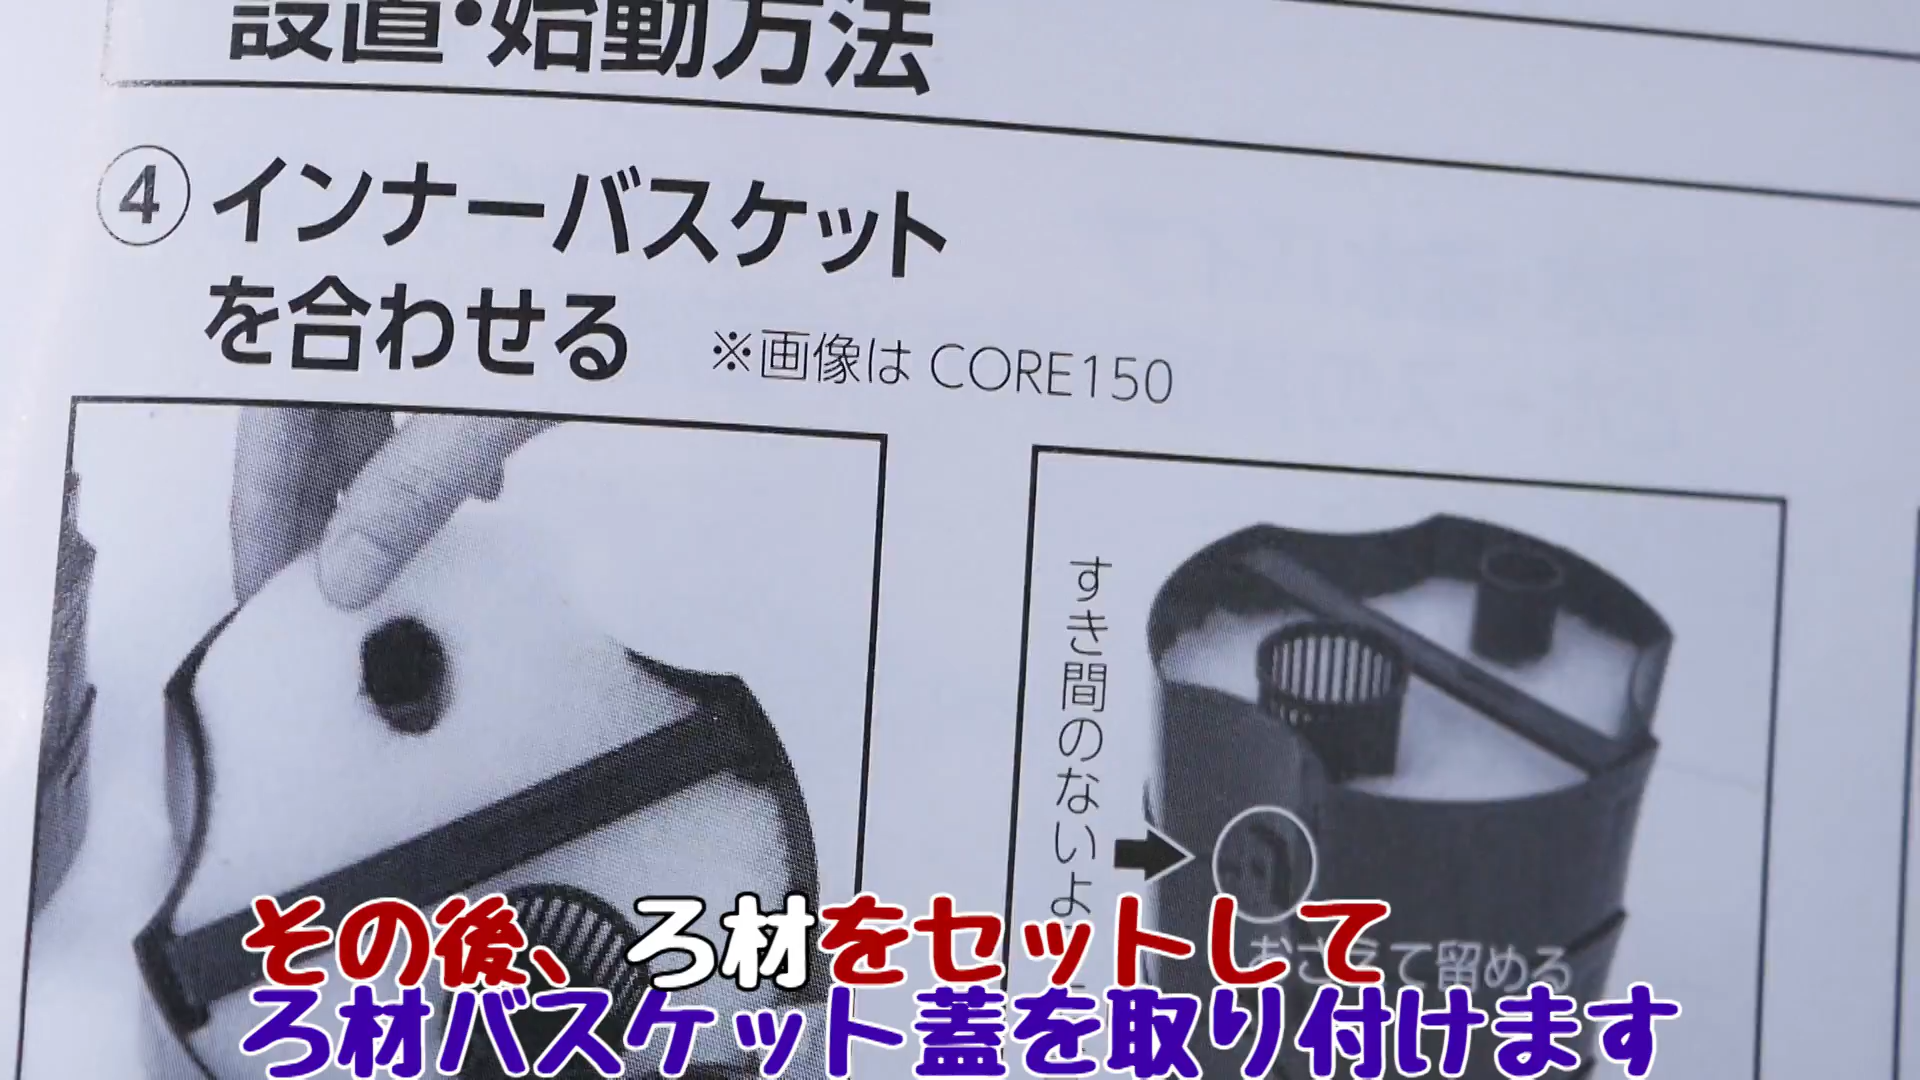 設置・始動方法
④インナーバスケット
を合わせる ※画像は CORE150
すき間のないよ
おさえて留める
その後、ろ材をセットして
ろ材バスケット蓋を取り付けます